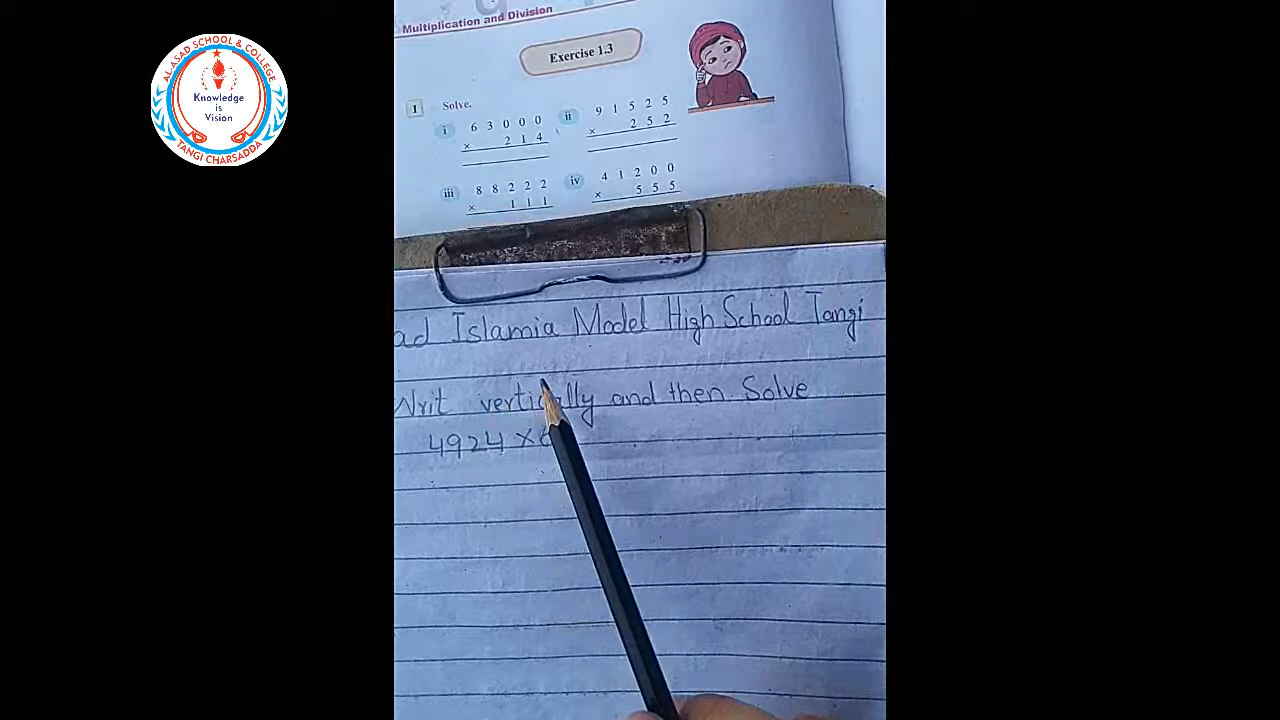 AL-ASAD SCHOOL & COLLEGE
Knowledge
is
Vision
TANGI CHARSADDA
Multiplication and Division
Exercise 1.3
1 Solve.
i 6 3 0 0 0
× 2 1 4
ii 9 1 5 2 5
× 2 5 2
iii 8 8 2 2 2
× 1 1 1
iv 4 1 2 0 0
× 5 5 5
ad Islamia Model High School Tangi
Writ vertically and then Solve
4924 ×